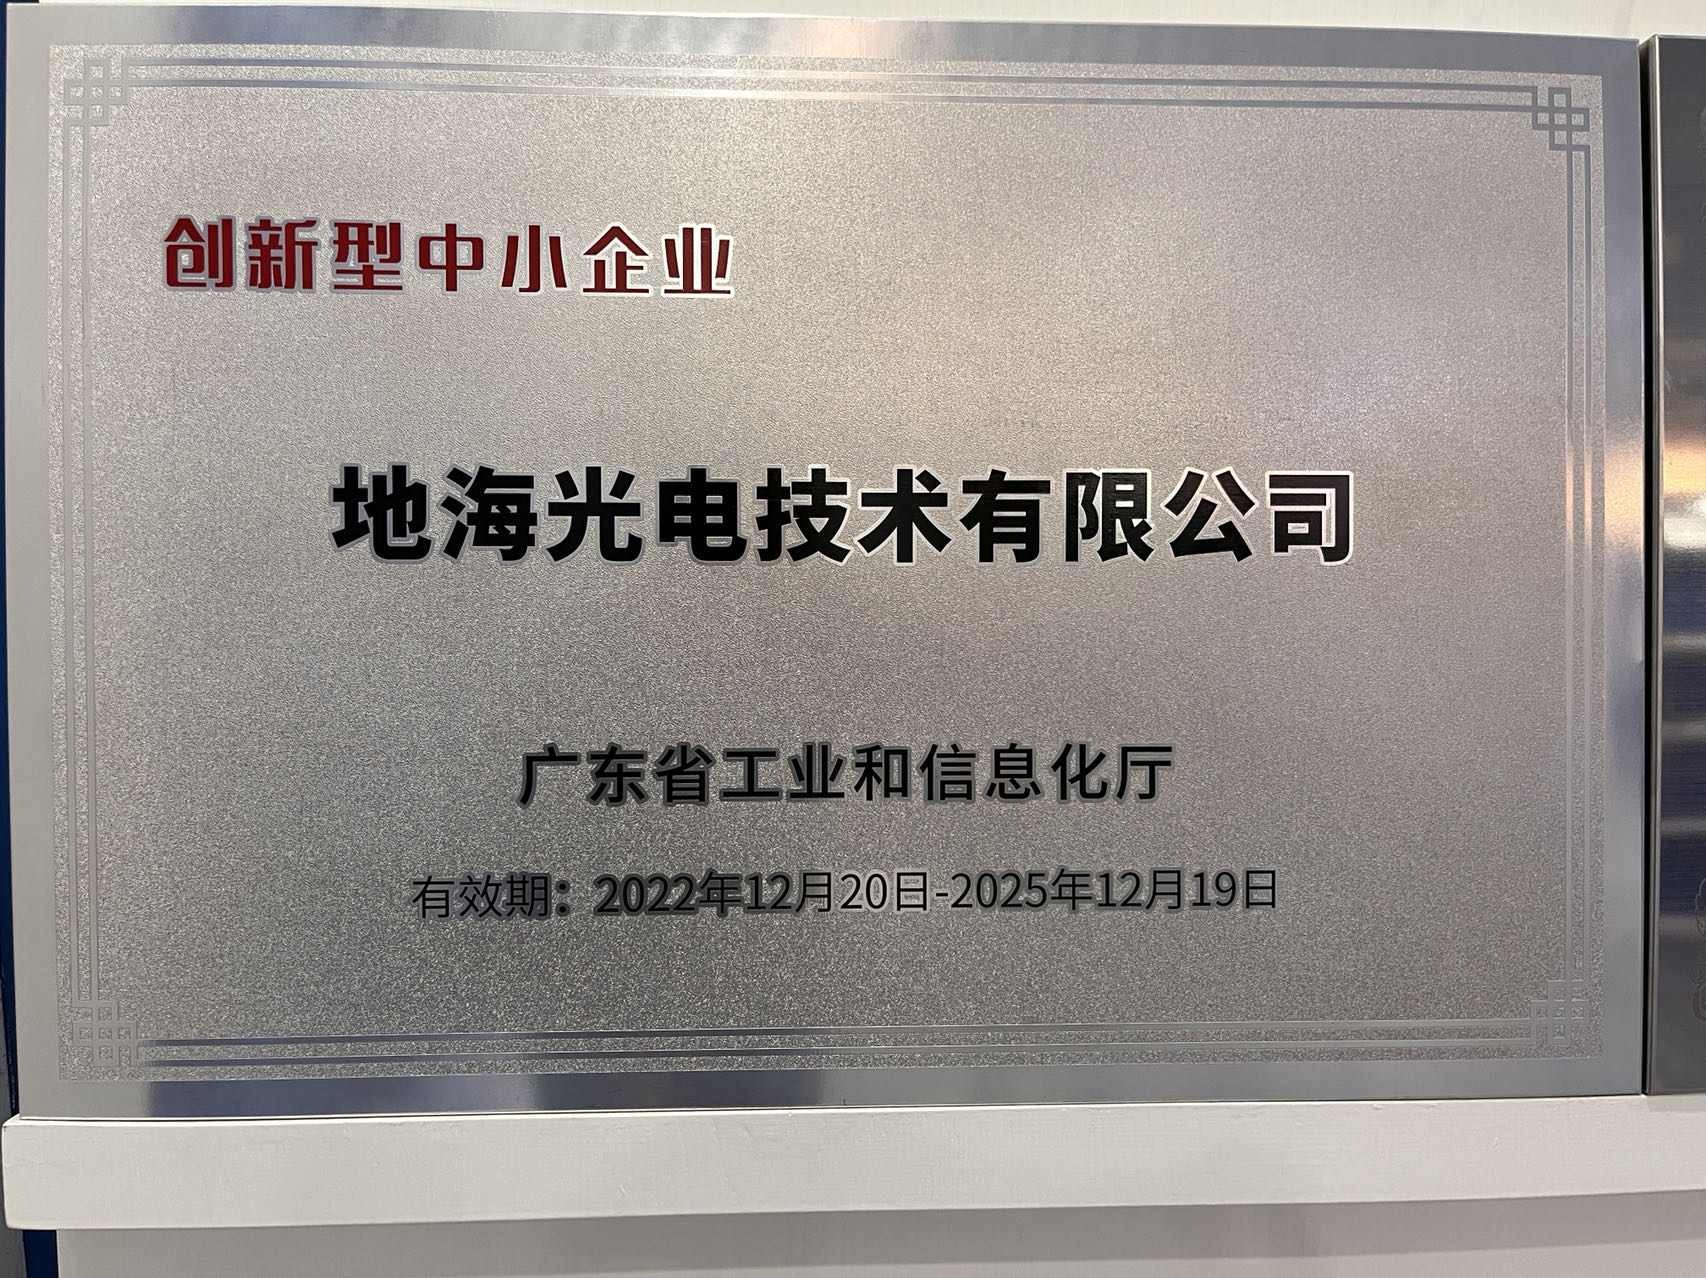 创新型中小企业
地海光电技术有限公司
广东省工业和信息化厅
有效期：2022年12月20日-2025年12月19日